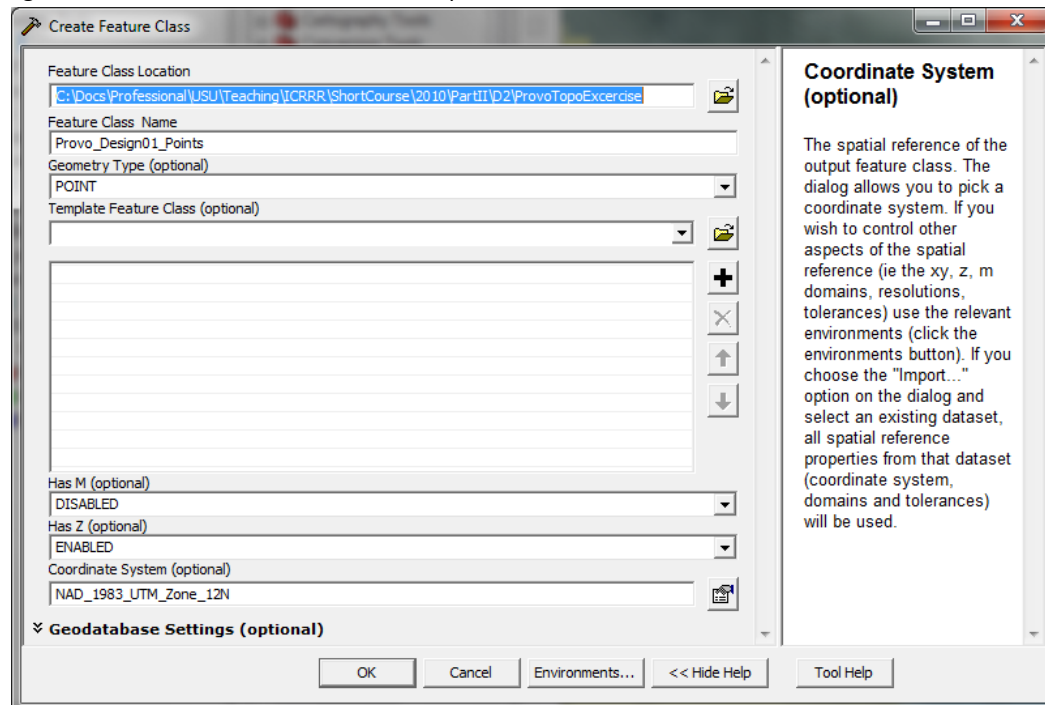 Create Feature Class
Feature Class Location
C:\Docs\Professional\USU\Teaching\ICRRR\ShortCourse\2010\PartII\D2\ProvoTopoExcercise
Feature Class Name
Provo_Design01_Points
Geometry Type (optional)
POINT
Template Feature Class (optional)
Has M (optional)
DISABLED
Has Z (optional)
ENABLED
Coordinate System (optional)
NAD_1983_UTM_Zone_12N
Geodatabase Settings (optional)
OK
Cancel
Environments...
<< Hide Help
Tool Help
Coordinate System
(optional)
The spatial reference of the
output feature class. The
dialog allows you to pick a
coordinate system. If you
wish to control other
aspects of the spatial
reference (ie the xy, z, m
domains, resolutions,
tolerances) use the relevant
environments (click the
environments button). If you
choose the "Import..."
option on the dialog and
select an existing dataset,
all spatial reference
properties from that dataset
(coordinate system,
domains and tolerances)
will be used.